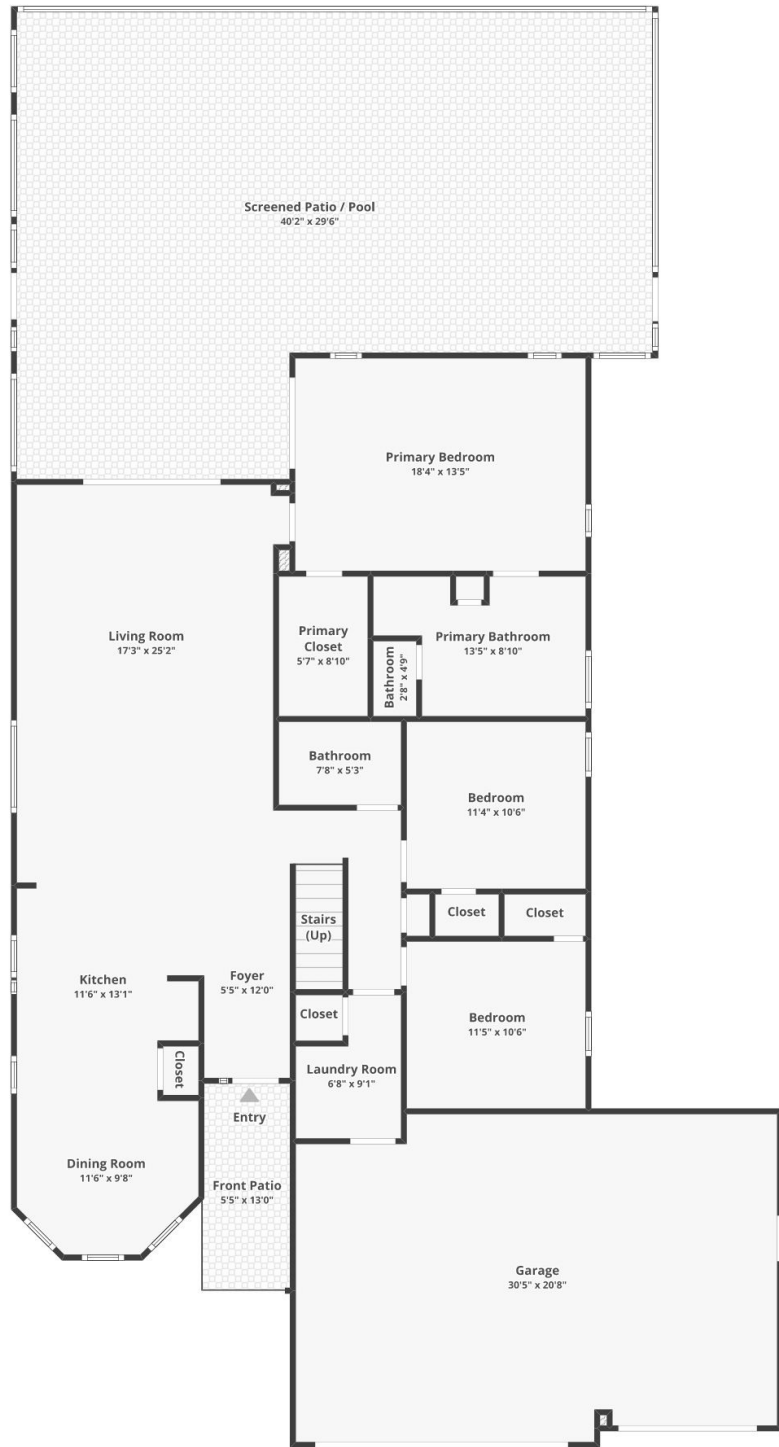 Screened Patio / Pool
40'2" x 29'6"
Primary Bedroom
18'4" x 13'5"
Living Room
17'3" x 25'2"
Primary
Closet
5'7" x 8'10"
Primary Bathroom
13'5" x 8'10"
Bathroom
2'8" x 4'9"
Bathroom
7'8" x 5'3"
Bedroom
11'4" x 10'6"
Closet
Closet
Stairs
(Up)
Kitchen
11'6" x 13'1"
Foyer
5'5" x 12'0"
Closet
Bedroom
11'5" x 10'6"
Closet
Laundry Room
6'8" x 9'1"
Entry
Dining Room
11'6" x 9'8"
Front Patio
5'5" x 13'0"
Garage
30'5" x 20'8"